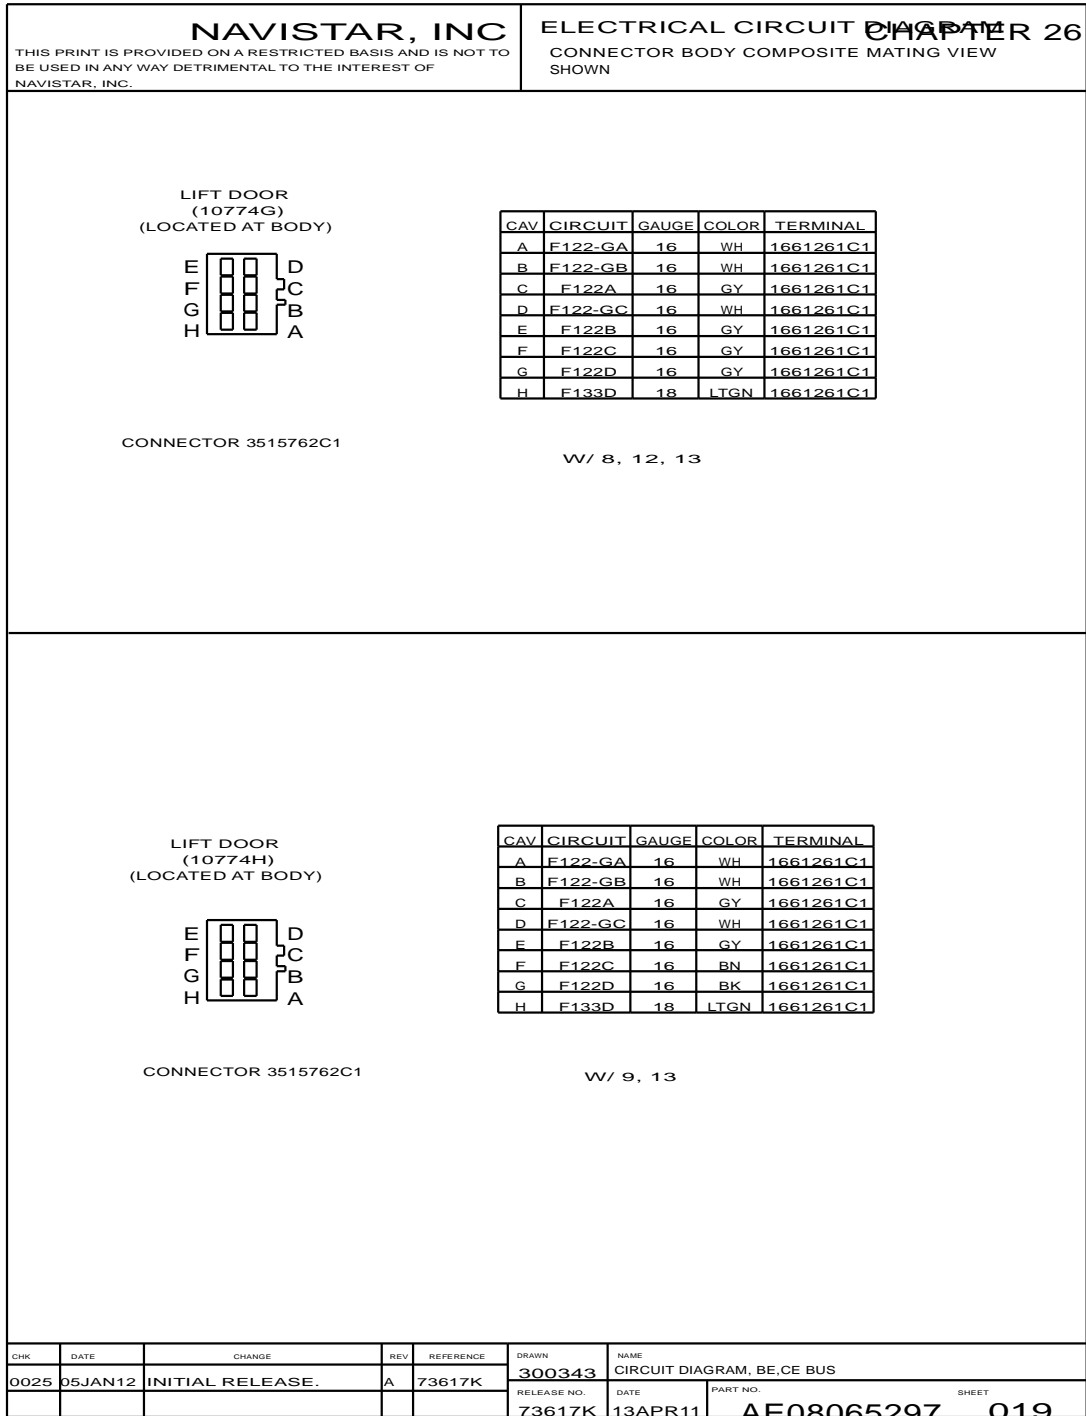 NAVISTAR, INC
THIS PRINT IS PROVIDED ON A RESTRICTED BASIS AND IS NOT TO
BE USED IN ANY WAY DETRIMENTAL TO THE INTEREST OF
NAVISTAR, INC.
ELECTRICAL CIRCUIT DIAGRAM
CHAPTER 26
CONNECTOR BODY COMPOSITE MATING VIEW
SHOWN
LIFT DOOR
(10774G)
(LOCATED AT BODY)
E D
F C
G B
H A
CONNECTOR 3515762C1
CAV CIRCUIT GAUGE COLOR TERMINAL
A F122-GA 16 WH 1661261C1
B F122-GB 16 WH 1661261C1
C F122A 16 GY 1661261C1
D F122-GC 16 WH 1661261C1
E F122B 16 GY 1661261C1
F F122C 16 GY 1661261C1
G F122D 16 GY 1661261C1
H F133D 18 LTGN 1661261C1
W/ 8, 12, 13
LIFT DOOR
(10774H)
(LOCATED AT BODY)
E D
F C
G B
H A
CONNECTOR 3515762C1
CAV CIRCUIT GAUGE COLOR TERMINAL
A F122-GA 16 WH 1661261C1
B F122-GB 16 WH 1661261C1
C F122A 16 GY 1661261C1
D F122-GC 16 WH 1661261C1
E F122B 16 GY 1661261C1
F F122C 16 BN 1661261C1
G F122D 16 BK 1661261C1
H F133D 18 LTGN 1661261C1
W/ 9, 13
CHK DATE CHANGE REV REFERENCE
0025 05JAN12 INITIAL RELEASE. A 73617K
DRAWN NAME
300343 CIRCUIT DIAGRAM, BE,CE BUS
RELEASE NO. DATE PART NO. SHEET
73617K 13APR11 AE08065297 019